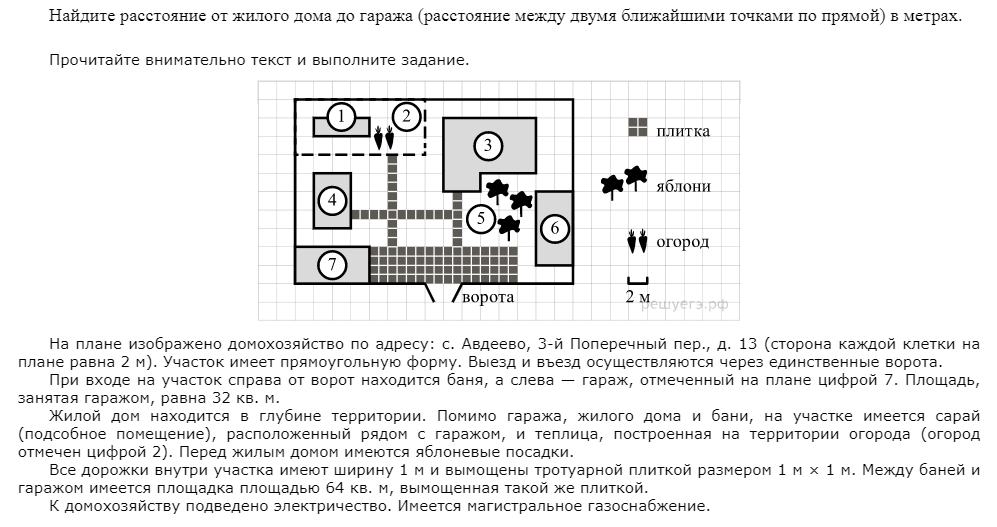 Найдите расстояние от жилого дома до гаража (расстояние между двумя ближайшими точками по прямой) в метрах.
Прочитайте внимательно текст и выполните задание.
1
2
3
плитка
4
яблони
5
6
огород
7
ворота
2 м
решуегэ.рф
На плане изображено домохозяйство по адресу: с. Авдеево, 3-й Поперечный пер., д. 13 (сторона каждой клетки на
плане равна 2 м). Участок имеет прямоугольную форму. Выезд и въезд осуществляются через единственные ворота.
При входе на участок справа от ворот находится баня, а слева — гараж, отмеченный на плане цифрой 7. Площадь,
занятая гаражом, равна 32 кв. м.
Жилой дом находится в глубине территории. Помимо гаража, жилого дома и бани, на участке имеется сарай
(подсобное помещение), расположенный рядом с гаражом, и теплица, построенная на территории огорода (огород
отмечен цифрой 2). Перед жилым домом имеются яблоневые посадки.
Все дорожки внутри участка имеют ширину 1 м и вымощены тротуарной плиткой размером 1 м × 1 м. Между баней и
гаражом имеется площадка площадью 64 кв. м, вымощенная такой же плиткой.
К домохозяйству подведено электричество. Имеется магистральное газоснабжение.